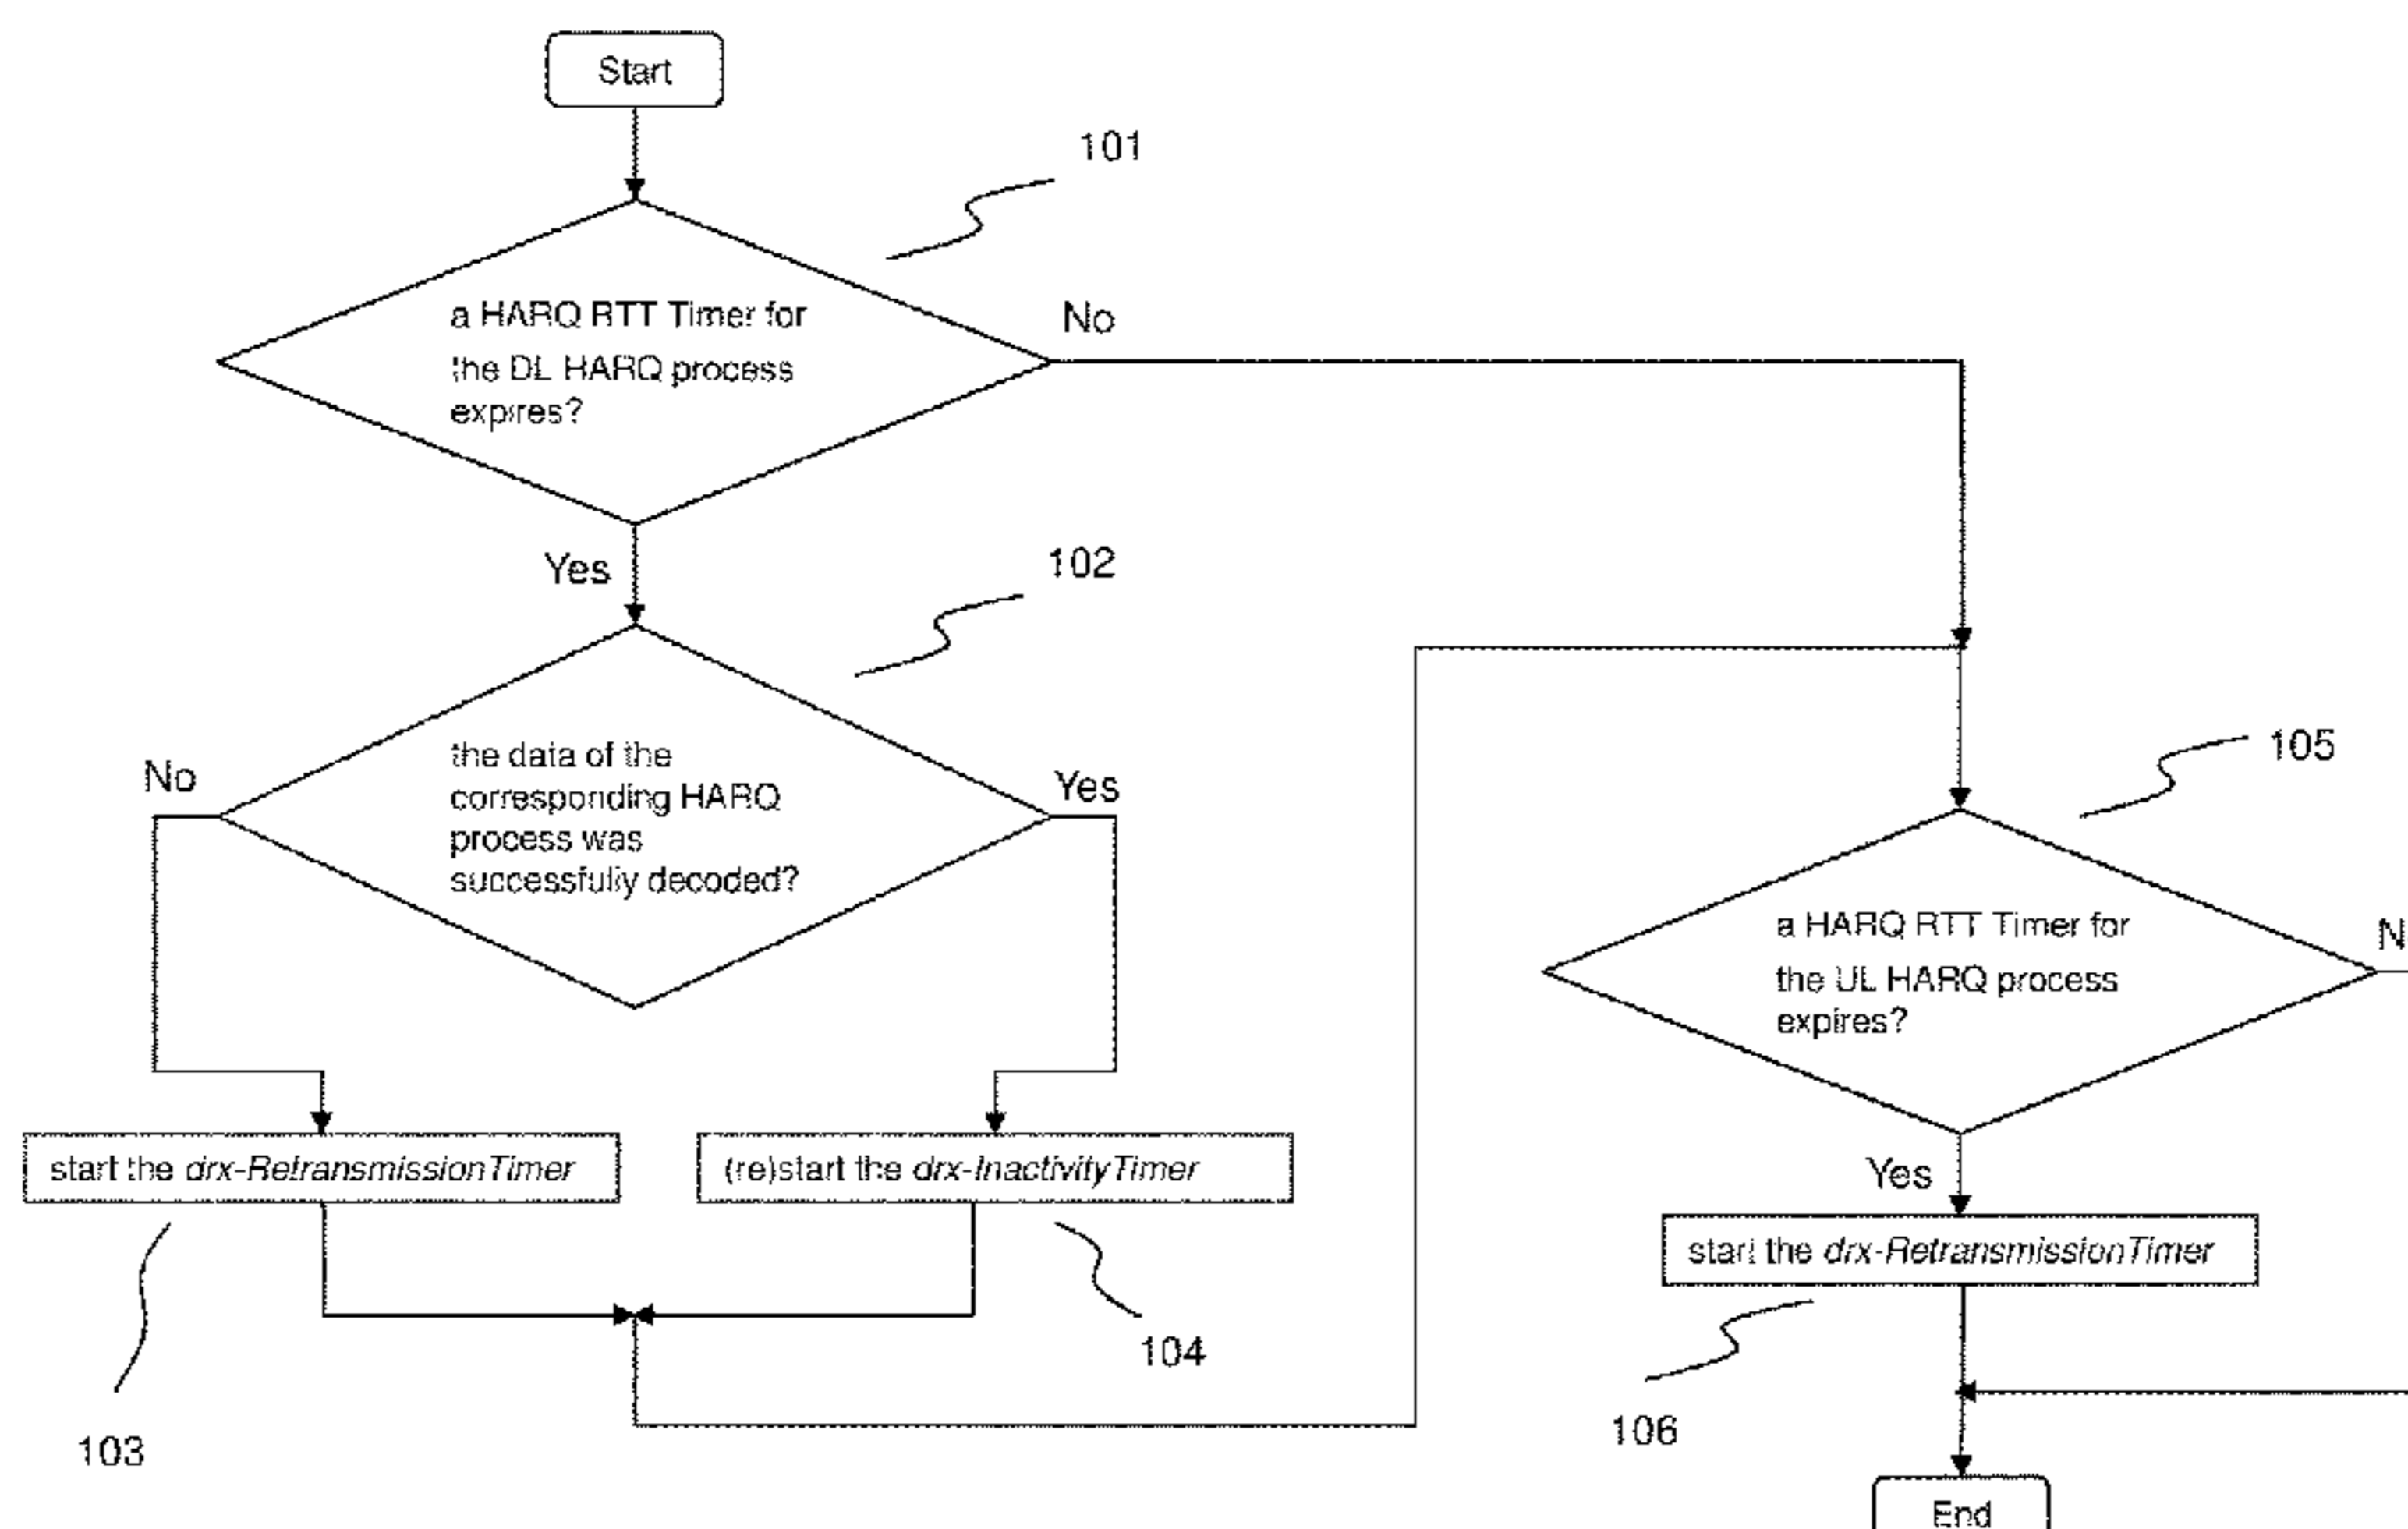 Start
101
a HARQ RTT Timer for
the DL HARQ process
expires?
No
Yes
102
the data of the
corresponding HARQ
process was
successfully decoded?
No
Yes
start the drx-RetransmissionTimer
(re)start the drx-InactivityTimer
103
104
105
a HARQ RTT Timer for
the UL HARQ process
expires?
N
Yes
start the drx-RetransmissionTimer
106
End